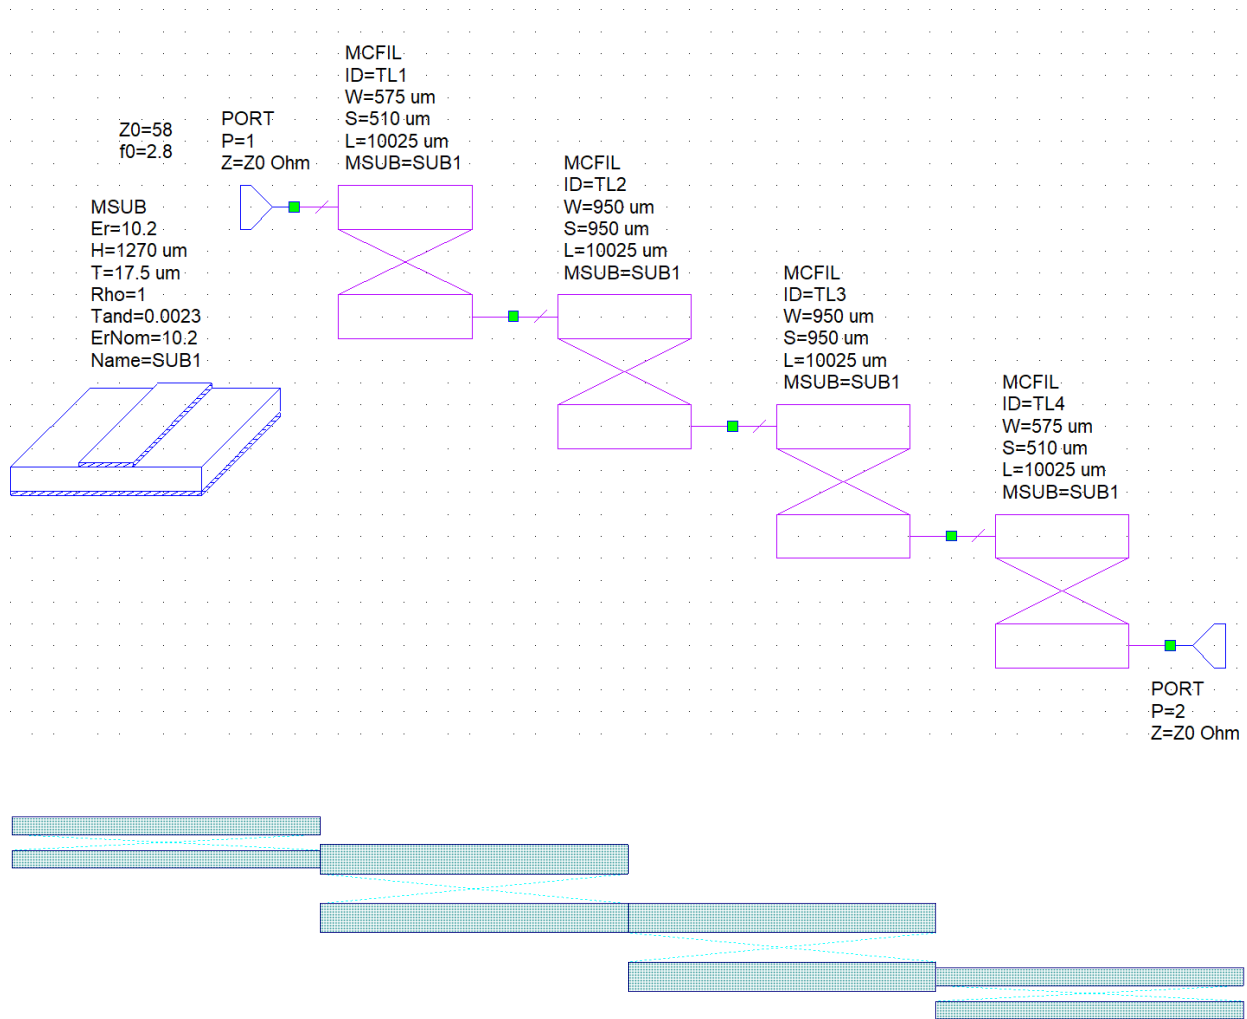 MCFIL
ID=TL1
W=575 um
S=510 um
L=10025 um
MSUB=SUB1
Z0=58
f0=2.8
PORT
P=1
Z=Z0 Ohm
MSUB
Er=10.2
H=1270 um
T=17.5 um
Rho=1
Tand=0.0023
ErNom=10.2
Name=SUB1
MCFIL
ID=TL2
W=950 um
S=950 um
L=10025 um
MSUB=SUB1
MCFIL
ID=TL3
W=950 um
S=950 um
L=10025 um
MSUB=SUB1
MCFIL
ID=TL4
W=575 um
S=510 um
L=10025 um
MSUB=SUB1
PORT
P=2
Z=Z0 Ohm